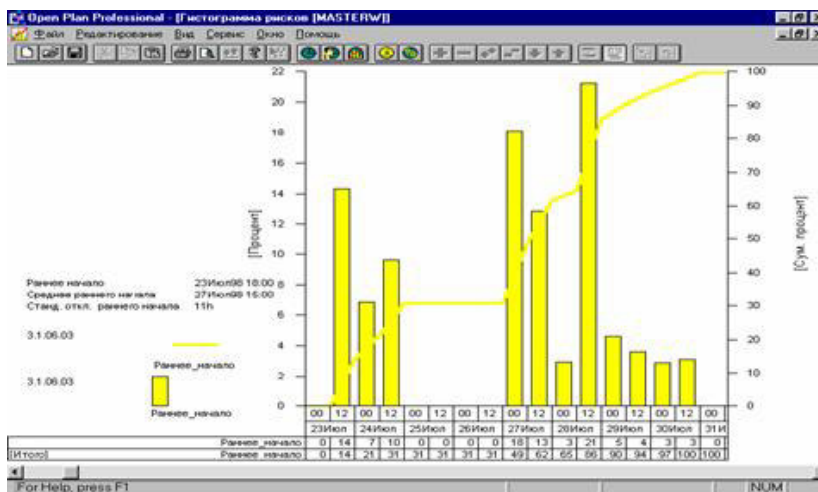 Open Plan Professional - [Гистограмма рисков [MASTERW]]
Файл Редактирование Вид Сервис Окно Помощь
22 100
20 90
18 80
16 70
14
12 60
[Процент] [Сум. процент]
10 50
8 40
6 30
4 20
2 10
0 0
Раннее начало 23Июл98 18:00
Среднее раннего начала 27Июл98 15:00
Станд. откл. раннего начала 11h
3.1.06.03
Раннее_начало
3.1.06.03
Раннее_начало
00 12 00 12 00 12 00 12 00 12 00 12 00 12 00 12 00
23Июл 24Июл 25Июл 26Июл 27Июл 28Июл 29Июл 30Июл 31И
Раннее_начало 0 14 7 10 0 0 0 0 18 13 3 21 5 4 3 3 0
[Итого] Раннее_начало 0 14 21 31 31 31 31 31 49 62 65 86 90 94 97 100 100
For Help, press F1 NUM